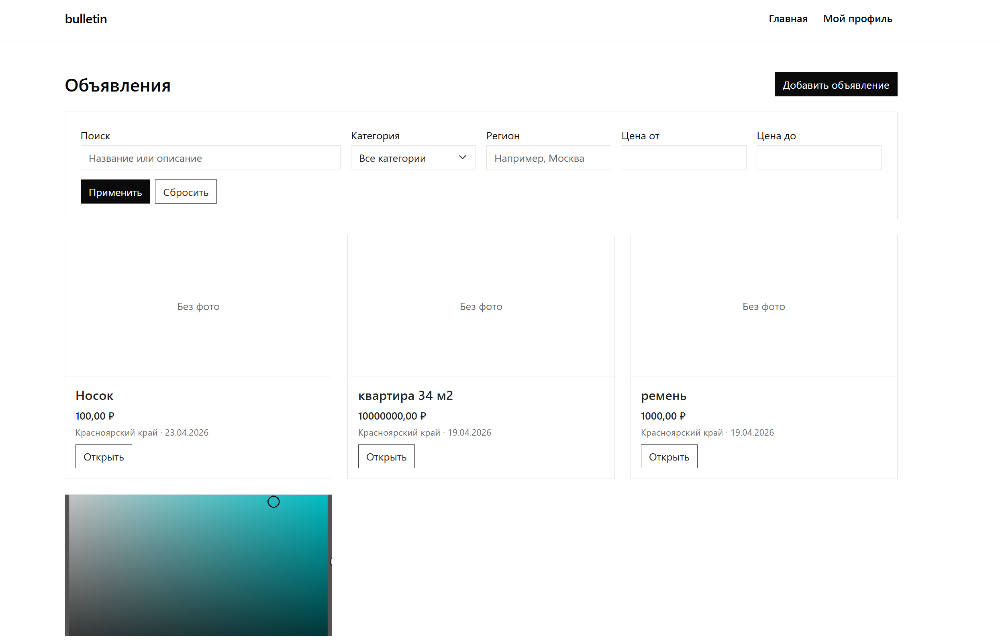 bulletin
Главная Мой профиль
Объявления
Добавить объявление
Поиск
Категория
Регион
Цена от
Цена до
Название или описание
Все категории
Например, Москва
Применить
Сбросить
Без фото
Носок
100,00 ₽
Красноярский край · 23.04.2026
Открыть
Без фото
квартира 34 м2
10000000,00 ₽
Красноярский край · 19.04.2026
Открыть
Без фото
ремень
1000,00 ₽
Красноярский край · 19.04.2026
Открыть